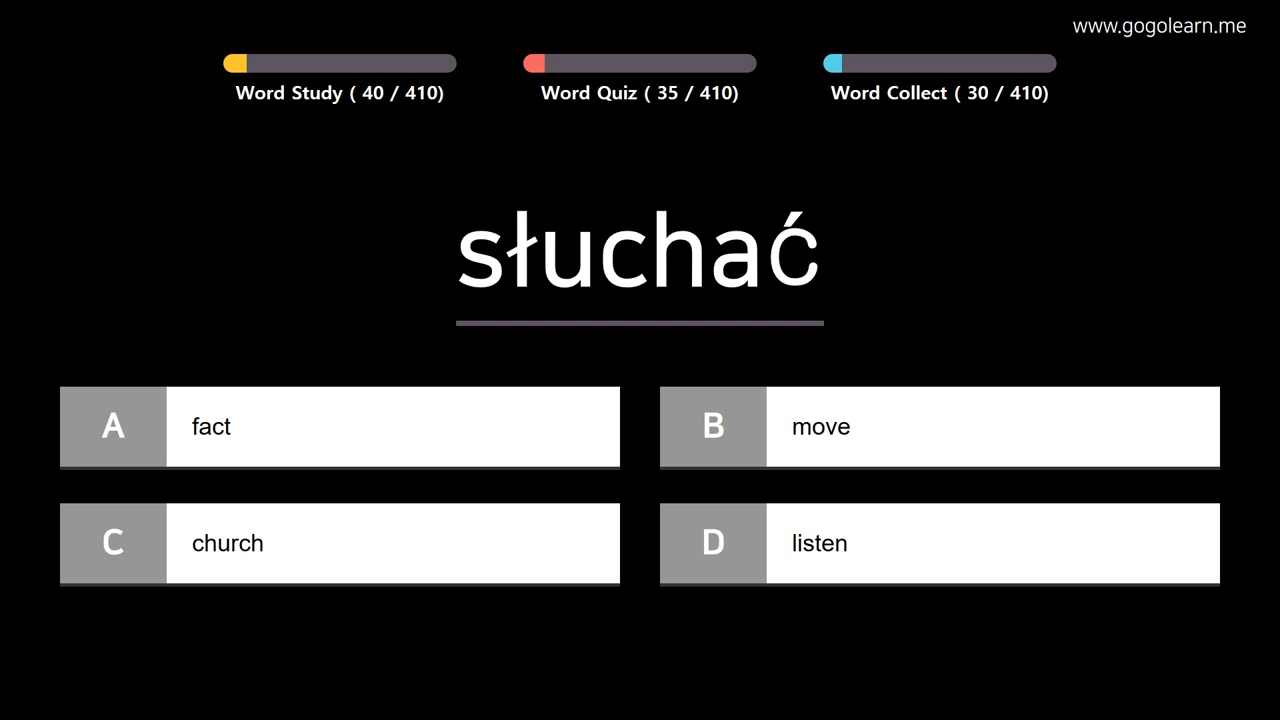 www.gogolearn.me
Word Study ( 40 / 410)
Word Quiz ( 35 / 410)
Word Collect ( 30 / 410)
słuchać
A fact
B move
C church
D listen